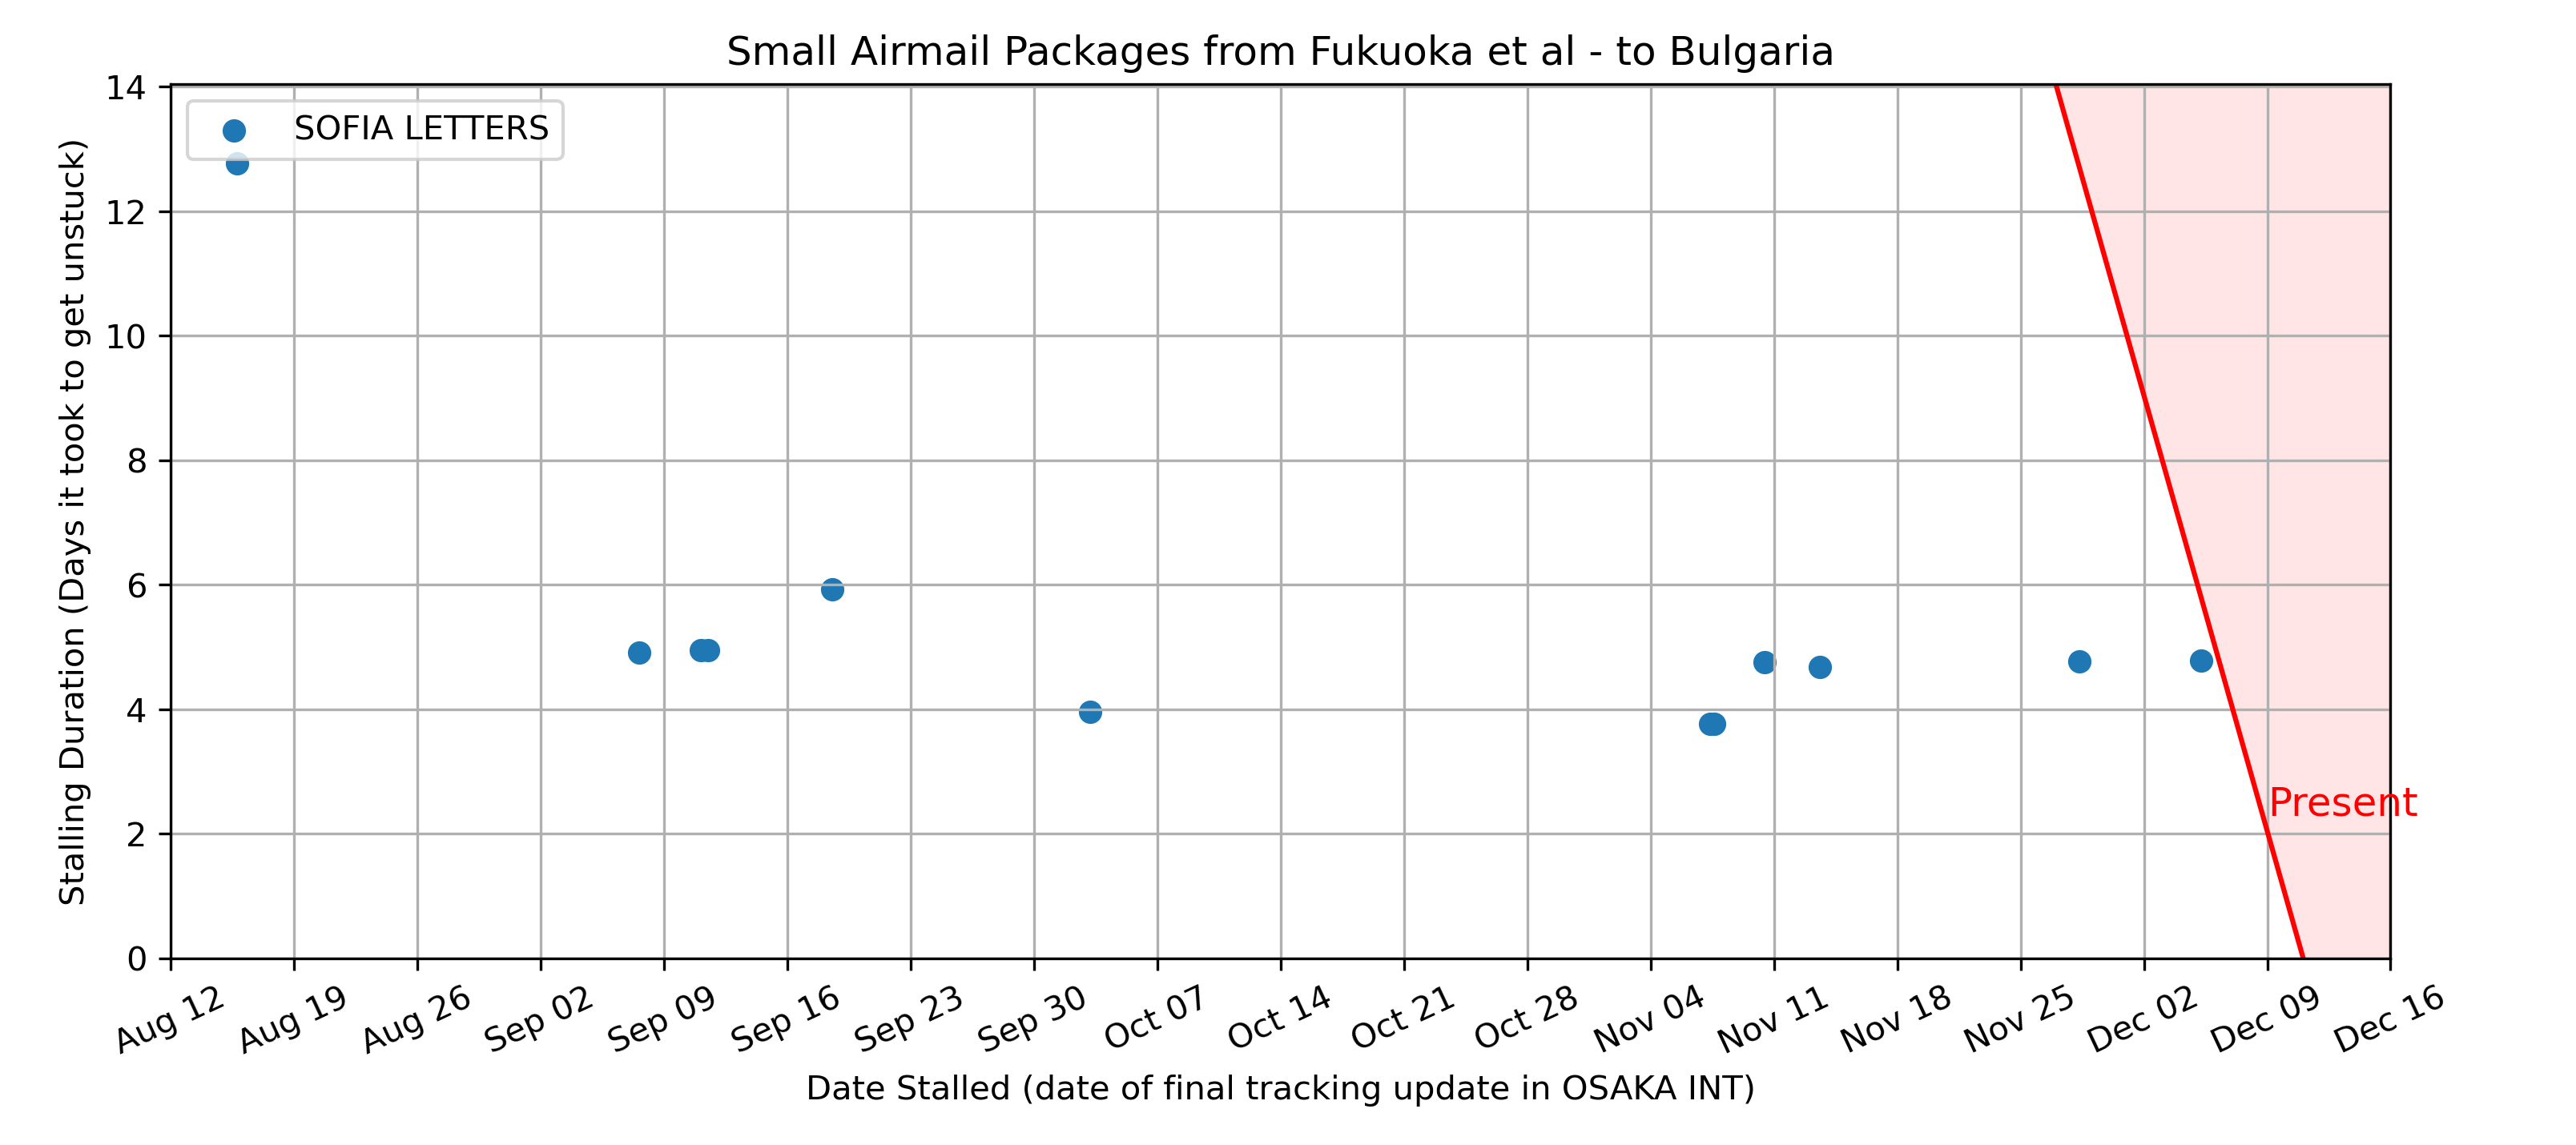 Small Airmail Packages from Fukuoka et al - to Bulgaria
SOFIA LETTERS
Stalling Duration (Days it took to get unstuck)
14
12
10
8
6
4
2
0
Present
Aug 12
Aug 19
Aug 26
Sep 02
Sep 09
Sep 16
Sep 23
Sep 30
Oct 07
Oct 14
Oct 21
Oct 28
Nov 04
Nov 11
Nov 18
Nov 25
Dec 02
Dec 09
Dec 16
Date Stalled (date of final tracking update in OSAKA INT)